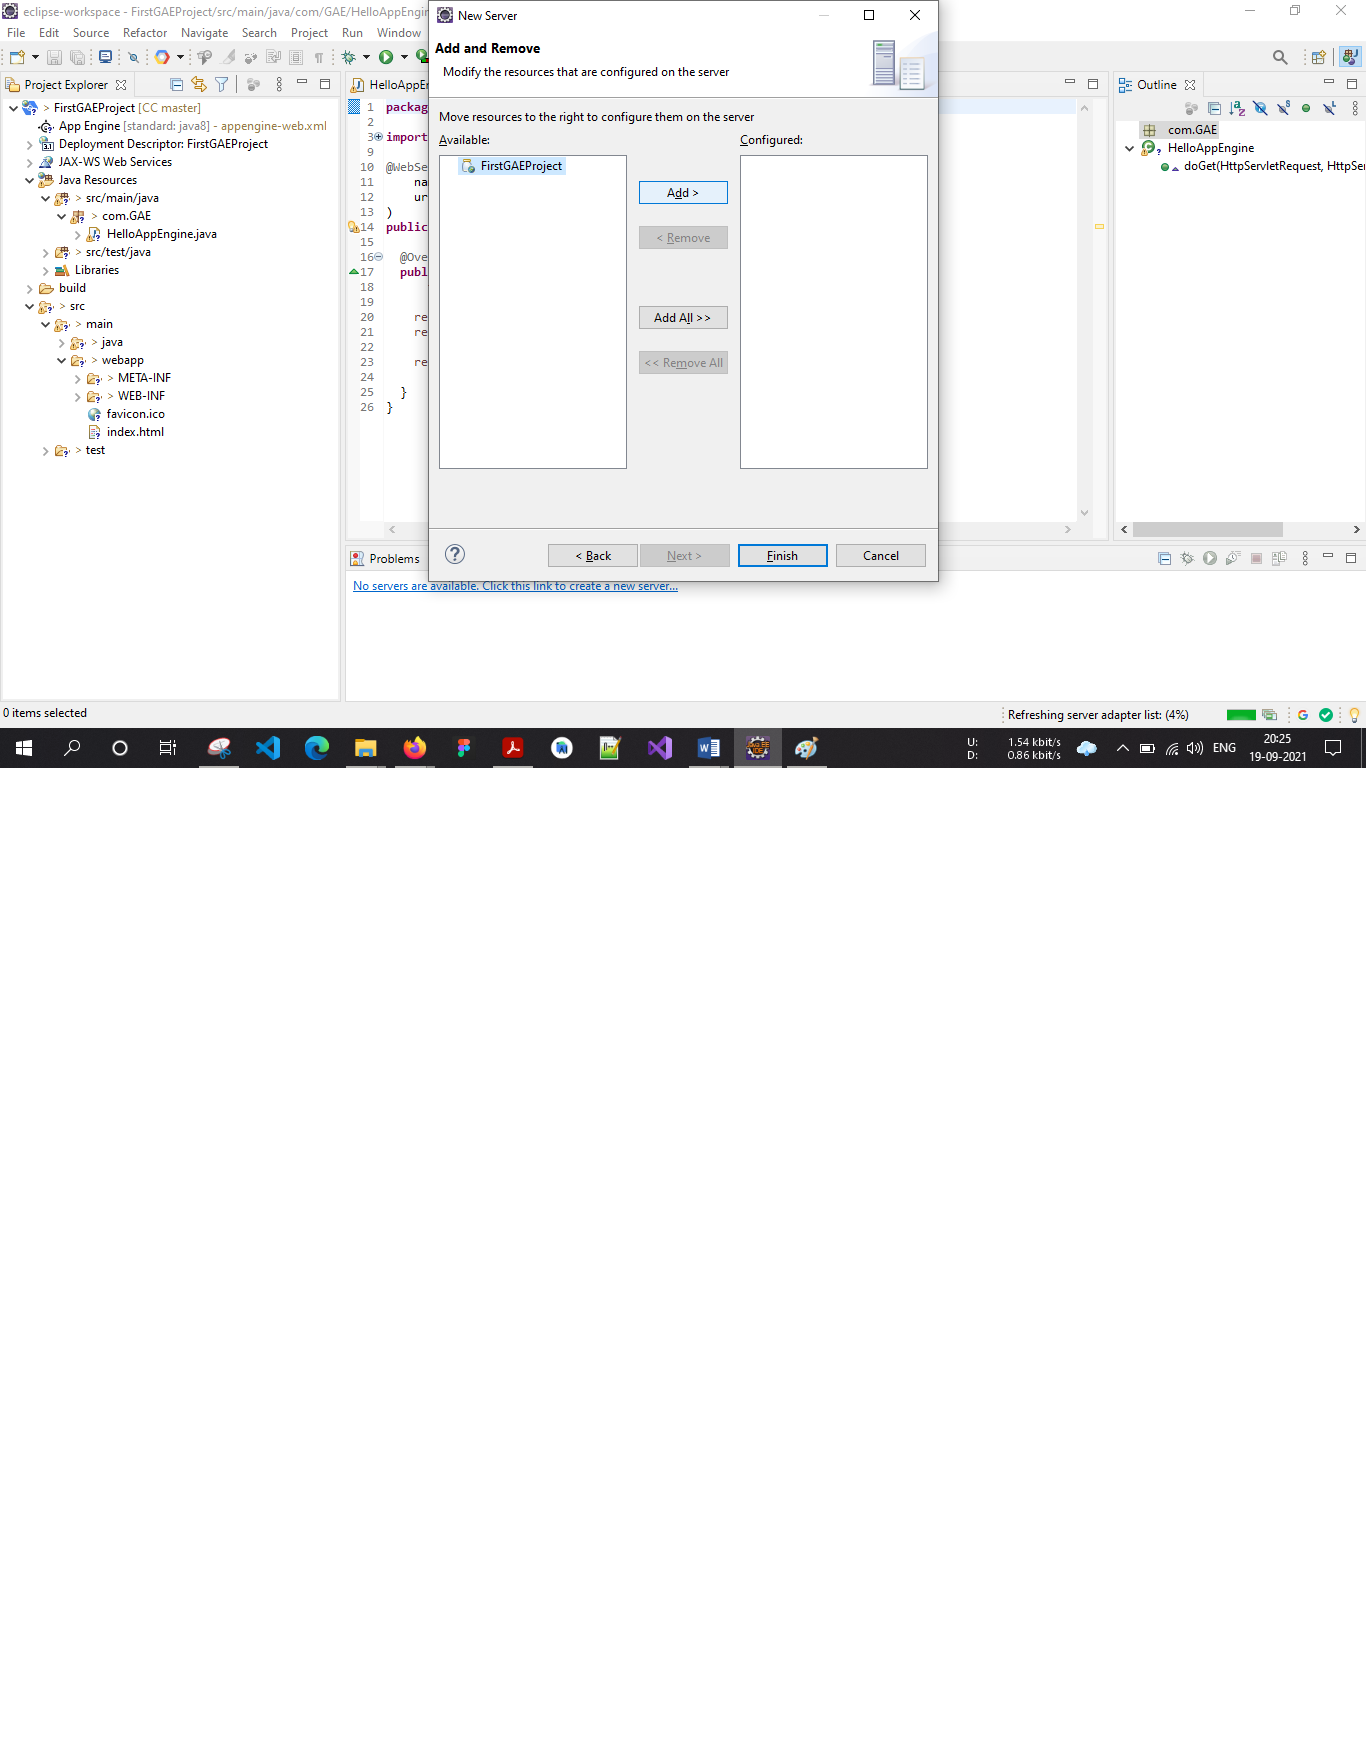 eclipse-workspace - FirstGAEProject/src/main/java/com/GAE/HelloAppEngin
File Edit Source Refactor Navigate Search Project Run Window
Project Explorer
> FirstGAEProject [CC master]
App Engine [standard: java8] - appengine-web.xml
Deployment Descriptor: FirstGAEProject
JAX-WS Web Services
Java Resources
> src/main/java
> com.GAE
HelloAppEngine.java
> src/test/java
Libraries
build
> src
> main
> java
> webapp
> META-INF
> WEB-INF
favicon.ico
index.html
> test
HelloAppEn
1 packag
2
3 import
9
10 @WebSe
11 na
12 ur
13 )
14 public
15
16 @Ove
17 publ
18
19
20 re
21 re
22
23 re
24
25 }
26 }
New Server
Add and Remove
Modify the resources that are configured on the server
Move resources to the right to configure them on the server
Available:
Configured:
FirstGAEProject
Add >
< Remove
Add All >>
<< Remove All
< Back
Next >
Finish
Cancel
Outline
com.GAE
HelloAppEngine
doGet(HttpServletRequest, HttpSer
Problems
No servers are available. Click this link to create a new server...
0 items selected
Refreshing server adapter list: (4%)
U: 1.54 kbit/s
D: 0.86 kbit/s
ENG
20:25
19-09-2021